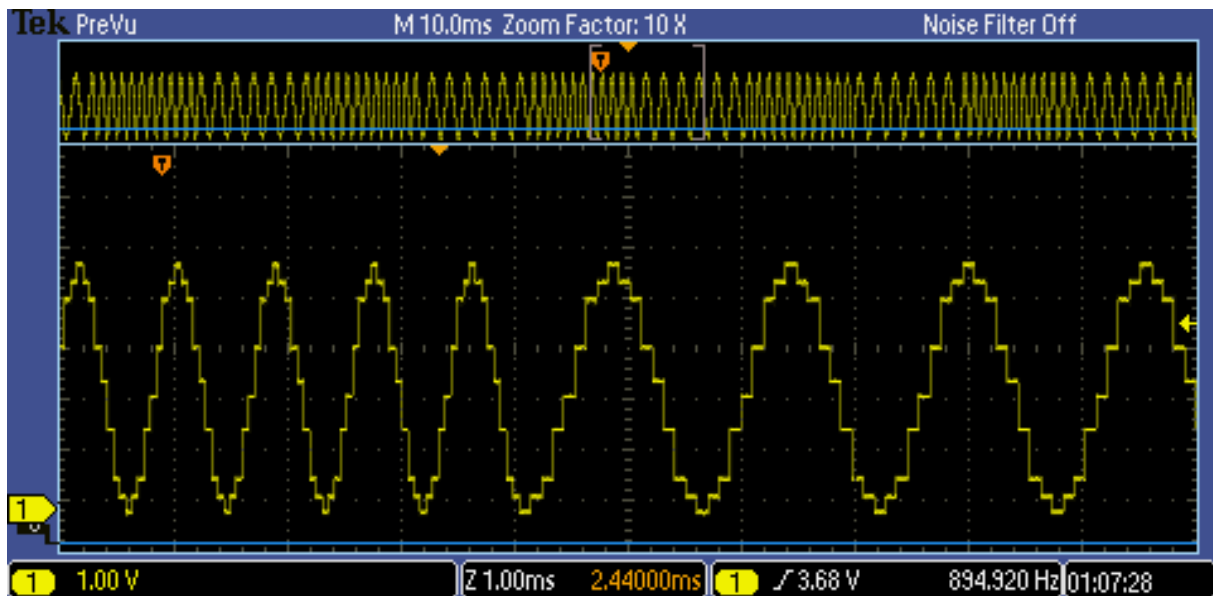 Tek PreVu M 10.0ms Zoom Factor: 10 X Noise Filter Off
T
T
1
1 1.00 V Z 1.00ms 2.44000ms 1 3.68 V 894.920 Hz 01:07:28